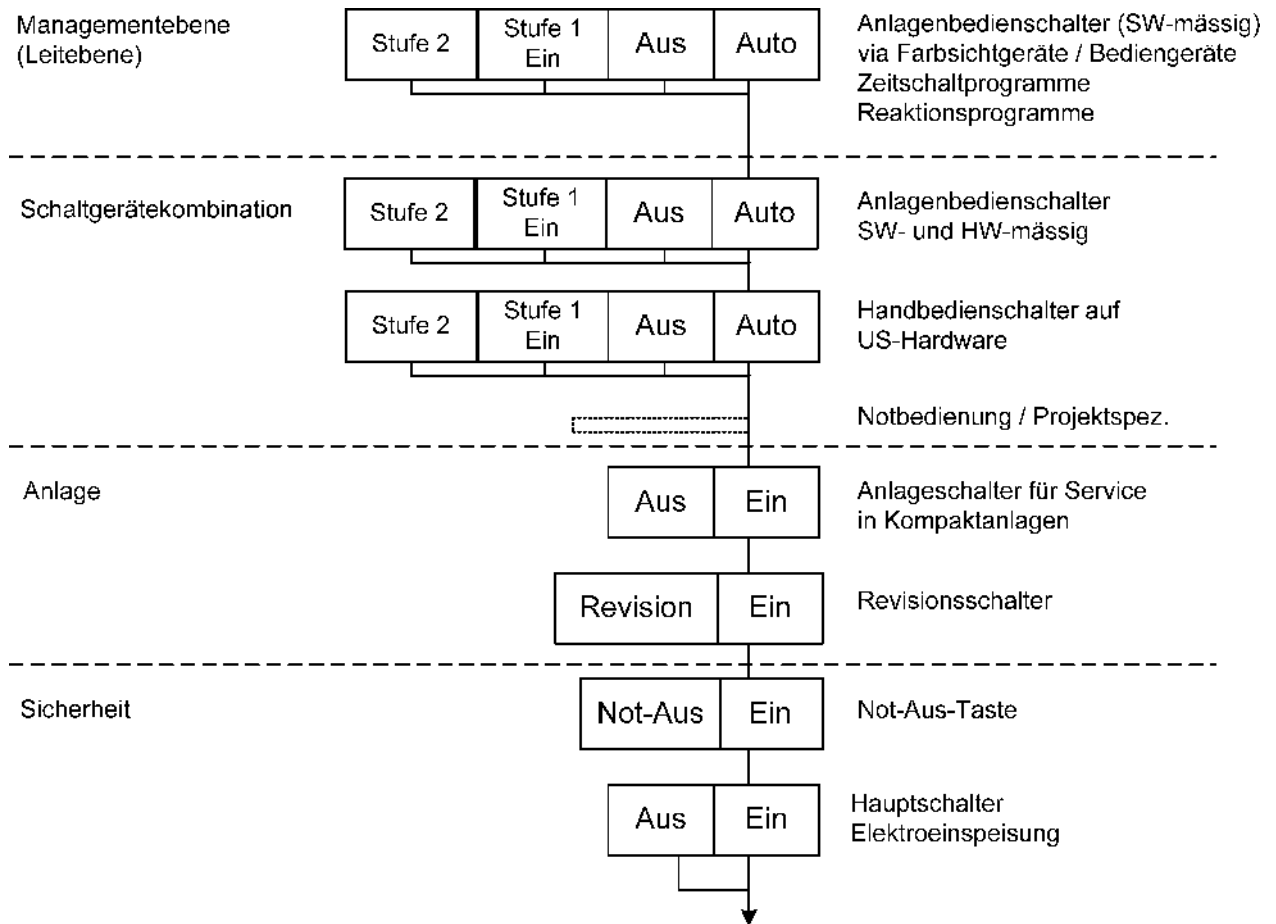 Managementebene
(Leitebene)
Stufe 2
Stufe 1
Ein
Aus
Auto
Anlagenbedienschalter (SW-mässig)
via Farbsichtgeräte / Bediengeräte
Zeitschaltprogramme
Reaktionsprogramme
Schaltgerätekombination
Stufe 2
Stufe 1
Ein
Aus
Auto
Anlagenbedienschalter
SW- und HW-mässig
Stufe 2
Stufe 1
Ein
Aus
Auto
Handbedienschalter auf
US-Hardware
Notbedienung / Projektspez.
Anlage
Aus
Ein
Anlageschalter für Service
in Kompaktanlagen
Revision
Ein
Revisionsschalter
Sicherheit
Not-Aus
Ein
Not-Aus-Taste
Aus
Ein
Hauptschalter
Elektroeinspeisung